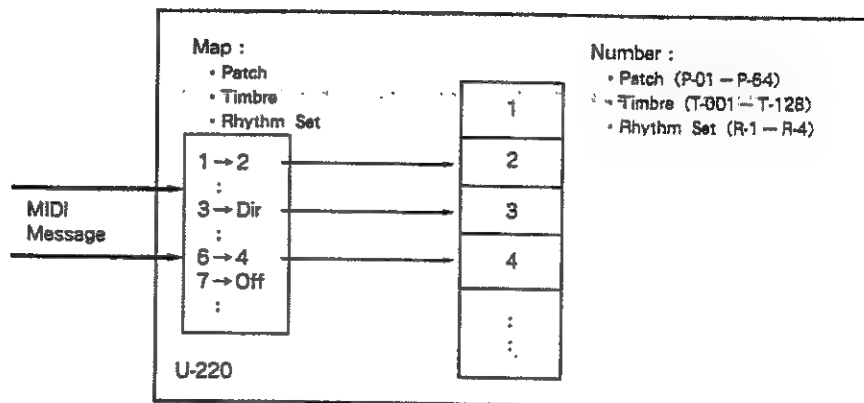 Map :
• Patch
• Timbre
• Rhythm Set
Number :
• Patch (P-01 – P-64)
• Timbre (T-001 – T-128)
• Rhythm Set (R-1 – R-4)
MIDI
Message
1→2
:
3→Dir
:
6→4
7→Off
:
1
2
3
4
:
:
U-220